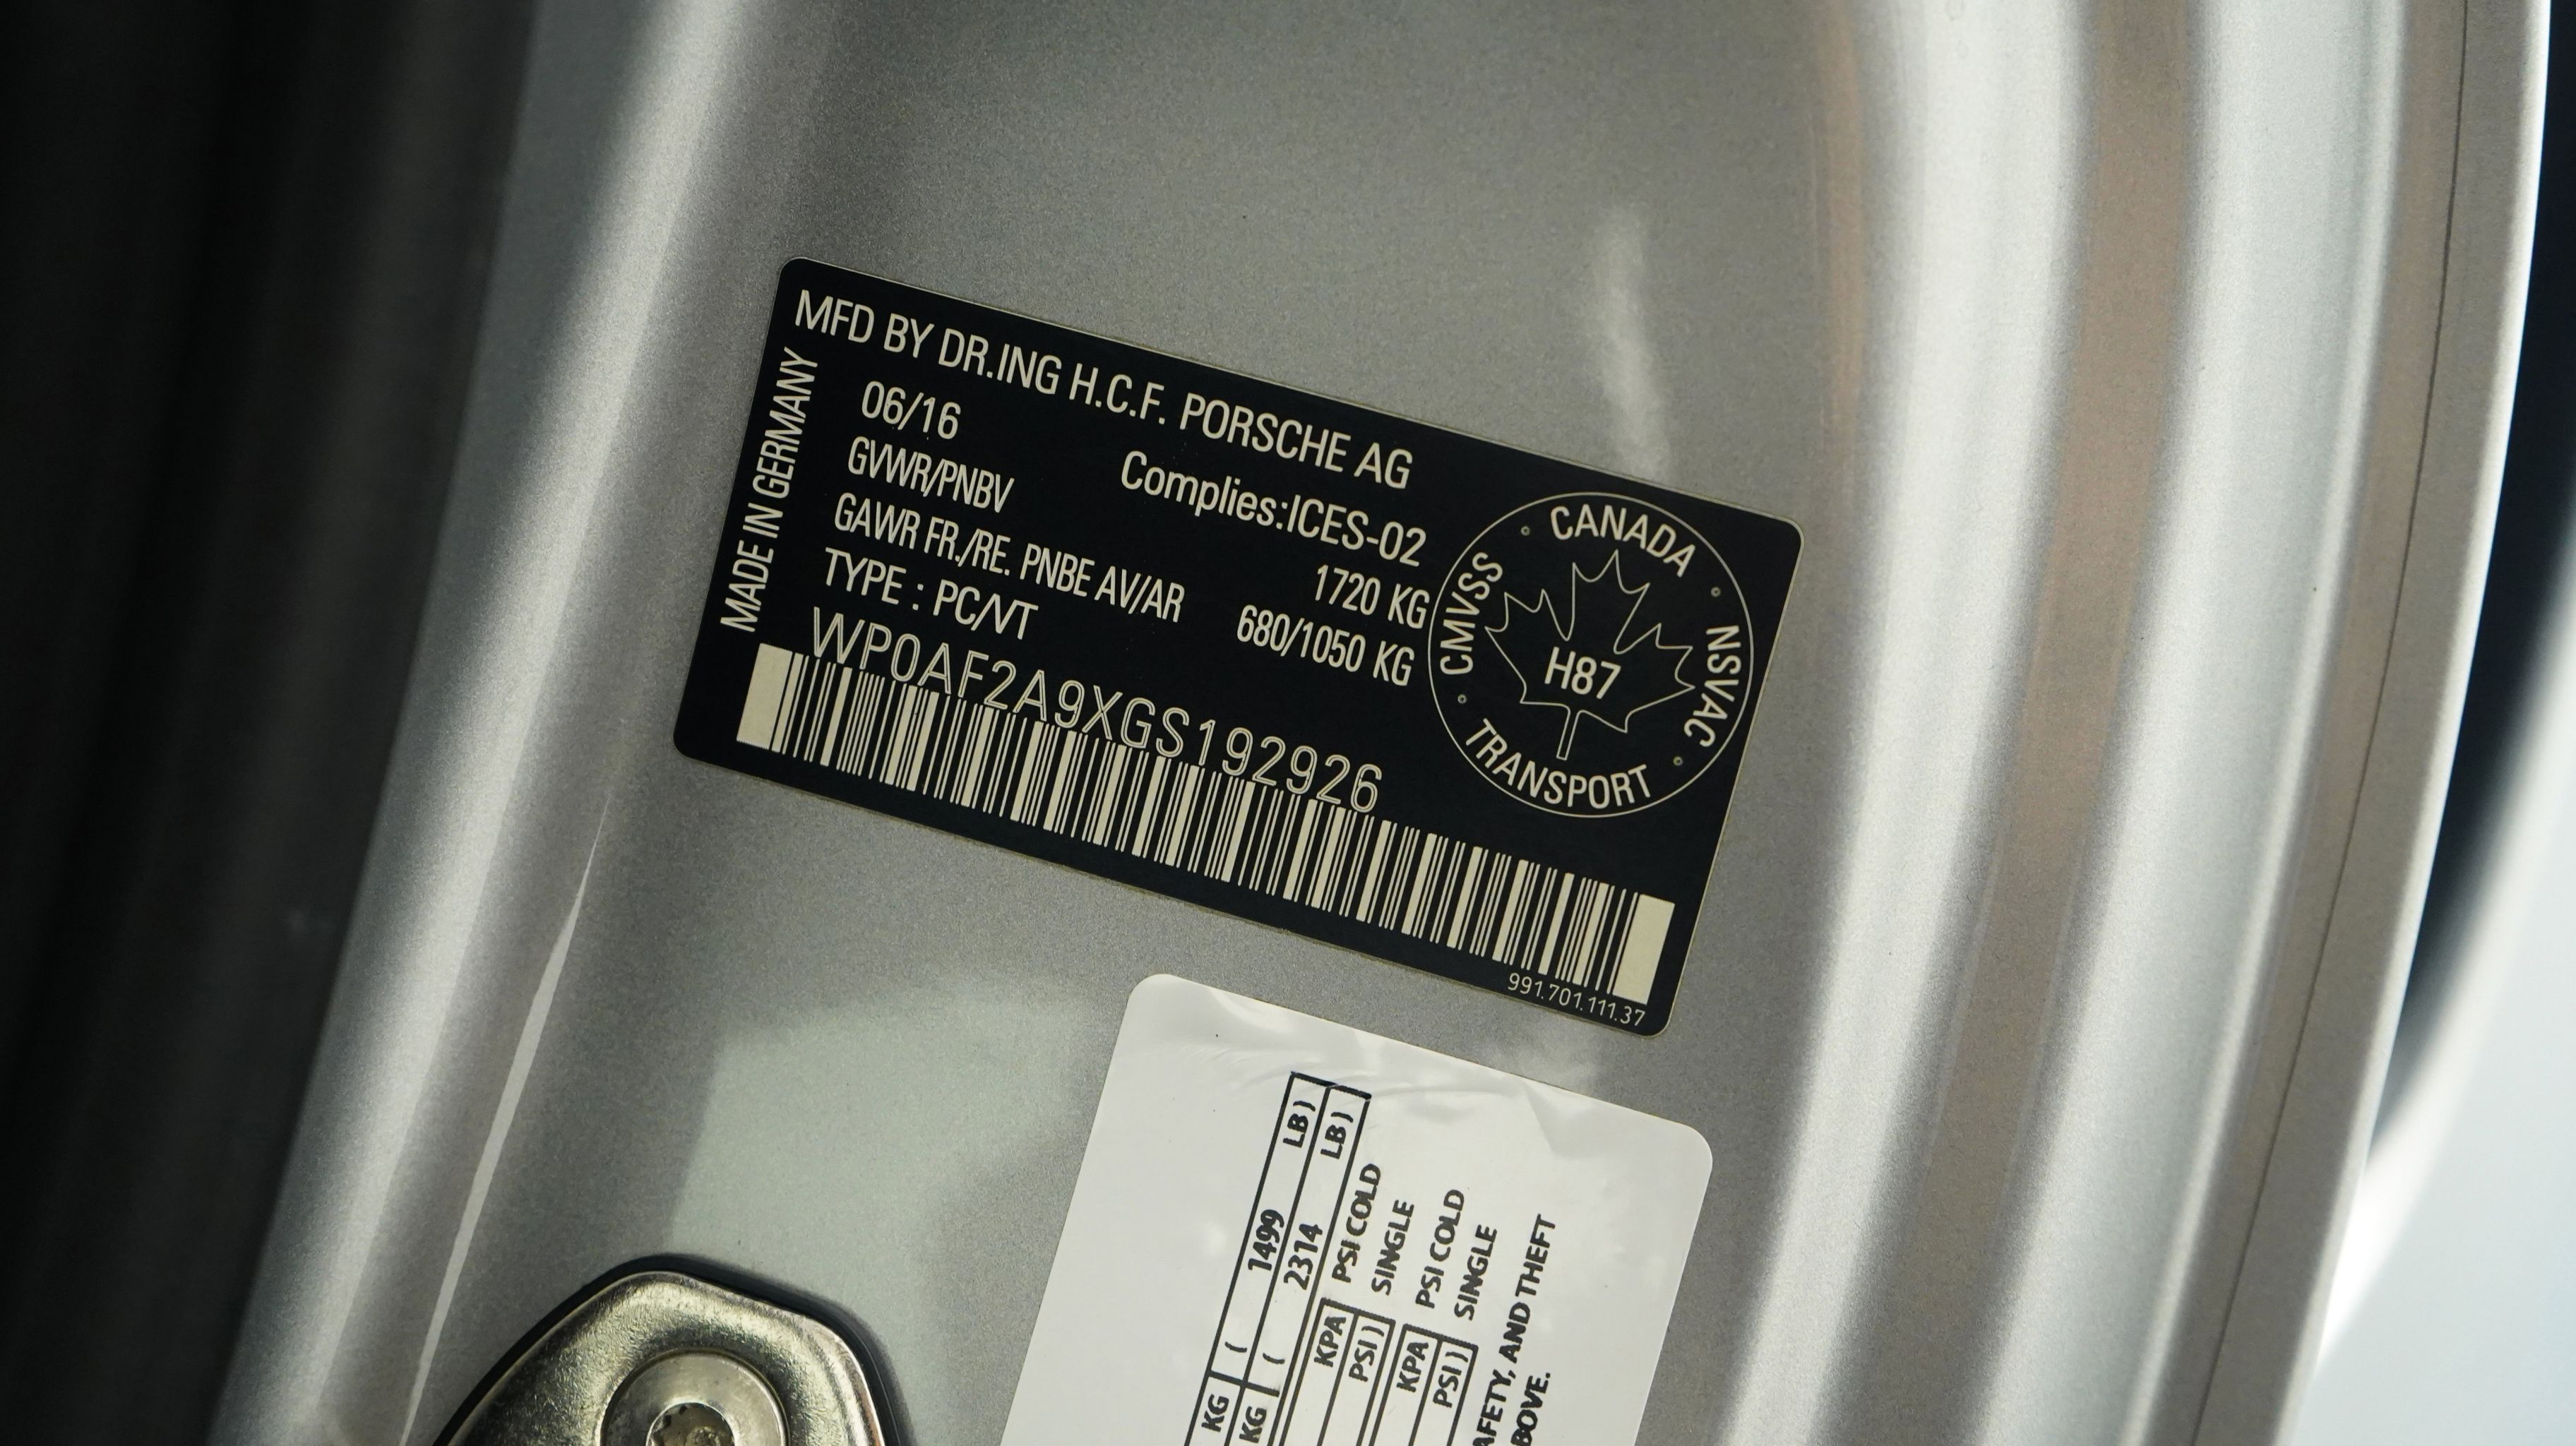 MFD BY DR.ING H.C.F. PORSCHE AG
MADE IN GERMANY
06/16
Complies:ICES-02
GVWR/PNBV 1720 KG
GAWR FR./RE. PNBE AV/AR 680/1050 KG
TYPE : PC/VT
WP0AF2A9XGS192926
CANADA
CMVSS
NSVAC
H87
TRANSPORT
991.701.111.37
KG ( 1499 LB )
KG ( 2314 LB )
KPA PSI COLD
PSI ) SINGLE
KPA PSI COLD
PSI ) SINGLE
AFETY, AND THEFT
BOVE.